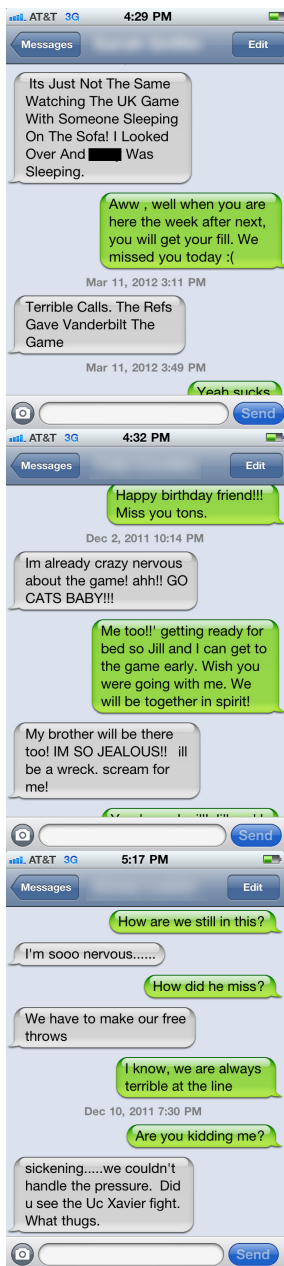 AT&T 3G 4:29 PM
Messages Edit
Its Just Not The Same
Watching The UK Game
With Someone Sleeping
On The Sofa! I Looked
Over And Was
Sleeping.
Aww , well when you are
here the week after next,
you will get your fill. We
missed you today :(
Mar 11, 2012 3:11 PM
Terrible Calls. The Refs
Gave Vanderbilt The
Game
Mar 11, 2012 3:49 PM
Yeah sucks
Send
AT&T 3G 4:32 PM
Messages Edit
Happy birthday friend!!!
Miss you tons.
Dec 2, 2011 10:14 PM
Im already crazy nervous
about the game! ahh!! GO
CATS BABY!!!
Me too!!' getting ready for
bed so Jill and I can get to
the game early. Wish you
were going with me. We
will be together in spirit!
My brother will be there
too! IM SO JEALOUS!! ill
be a wreck. scream for
me!
Send
AT&T 3G 5:17 PM
Messages Edit
How are we still in this?
I'm sooo nervous......
How did he miss?
We have to make our free
throws
I know, we are always
terrible at the line
Dec 10, 2011 7:30 PM
Are you kidding me?
sickening.....we couldn't
handle the pressure. Did
u see the Uc Xavier fight.
What thugs.
Send